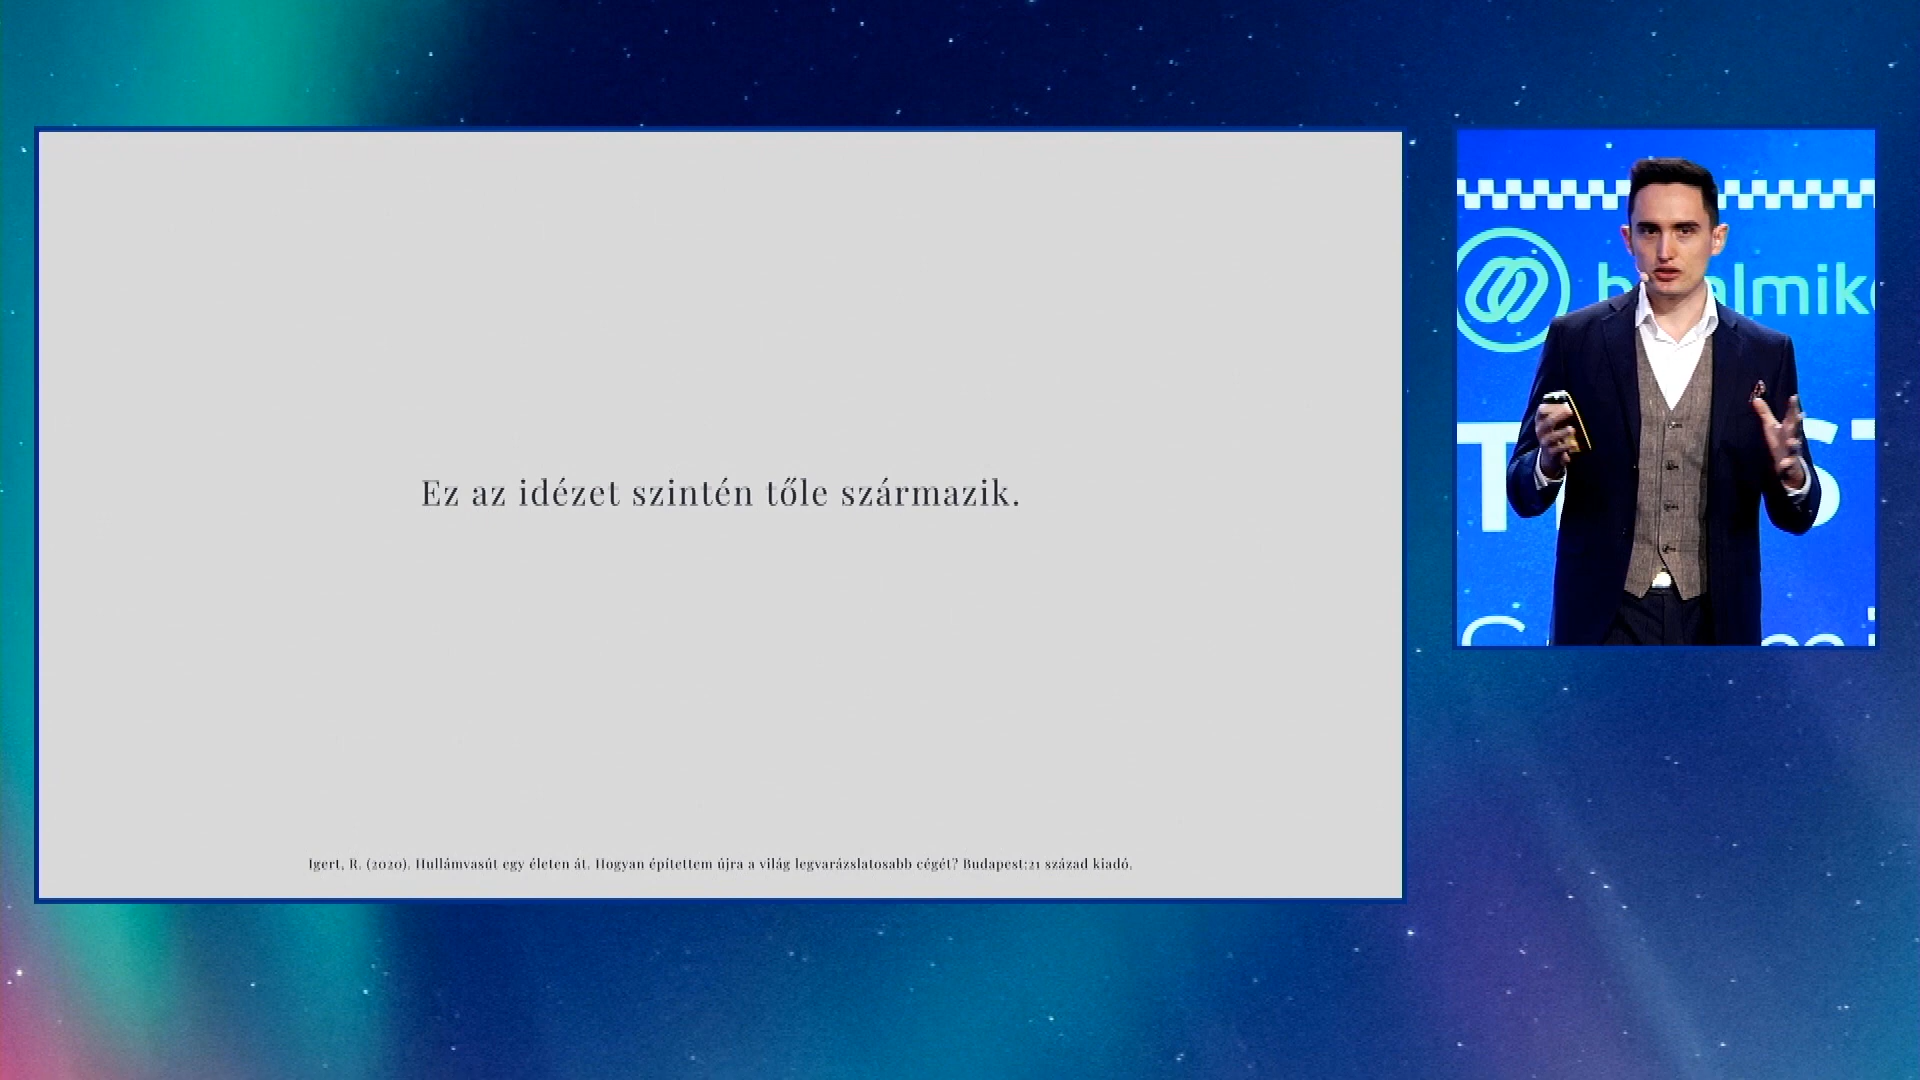 Ez az idézet szintén tőle származik.
Igert, R. (2020). Hullámvasút egy életen át. Hogyan építettem újra a világ legvarázslatosabb cégét? Budapest:21 század kiadó.